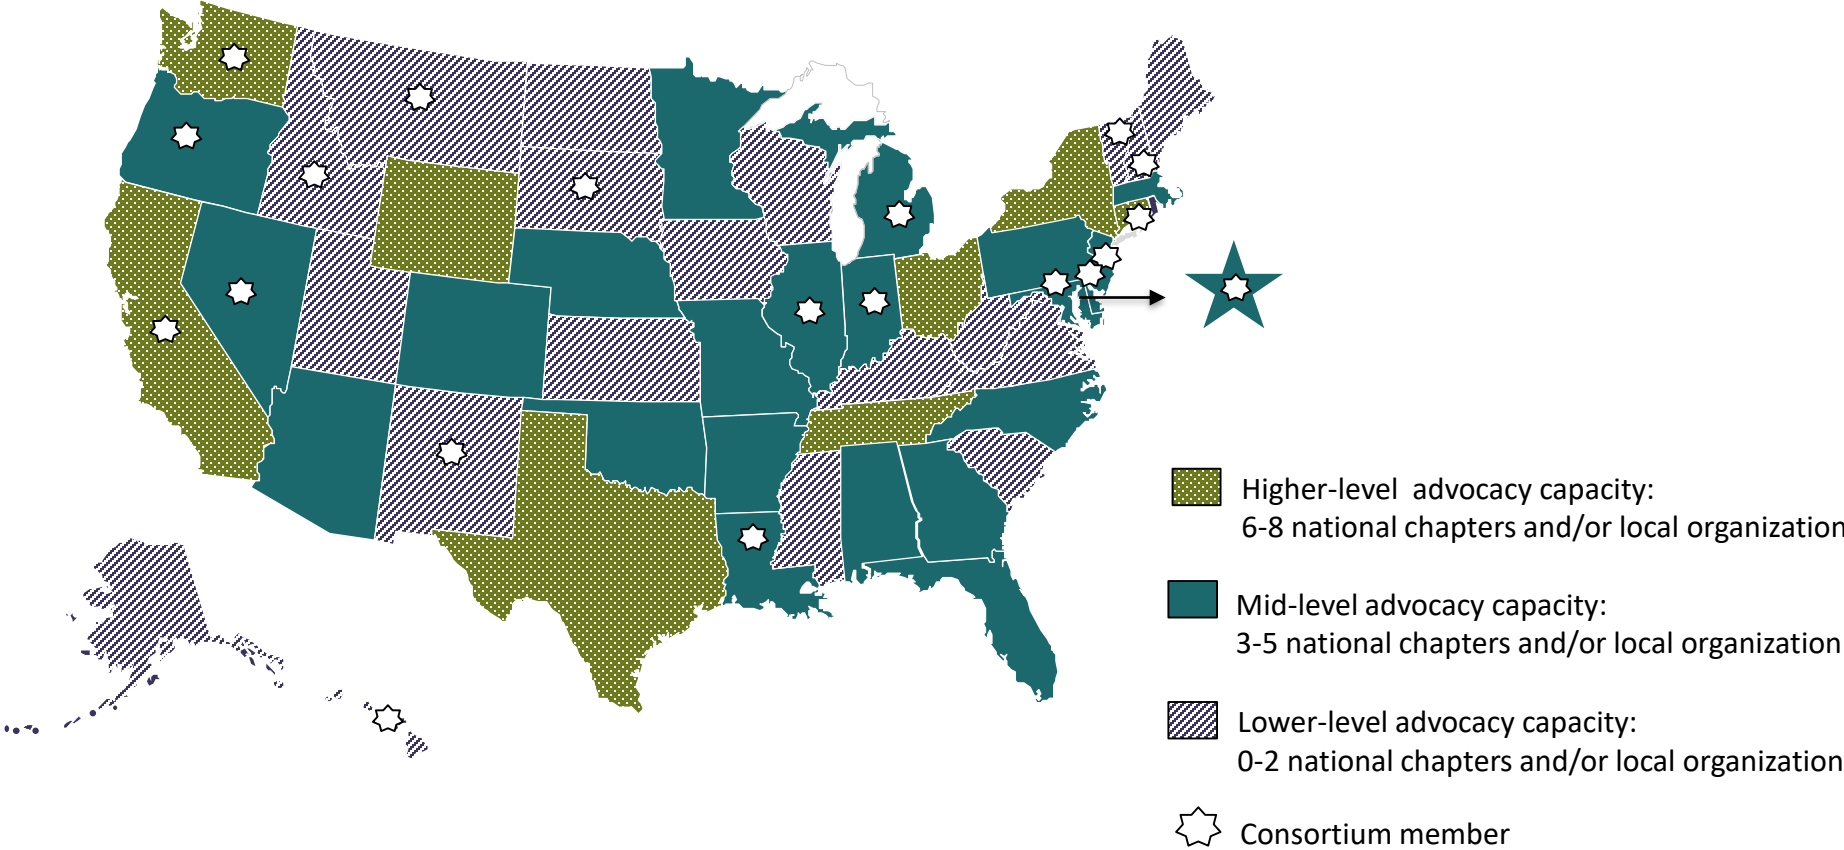 Higher-level advocacy capacity:
6-8 national chapters and/or local organization
Mid-level advocacy capacity:
3-5 national chapters and/or local organization
Lower-level advocacy capacity:
0-2 national chapters and/or local organization
Consortium member